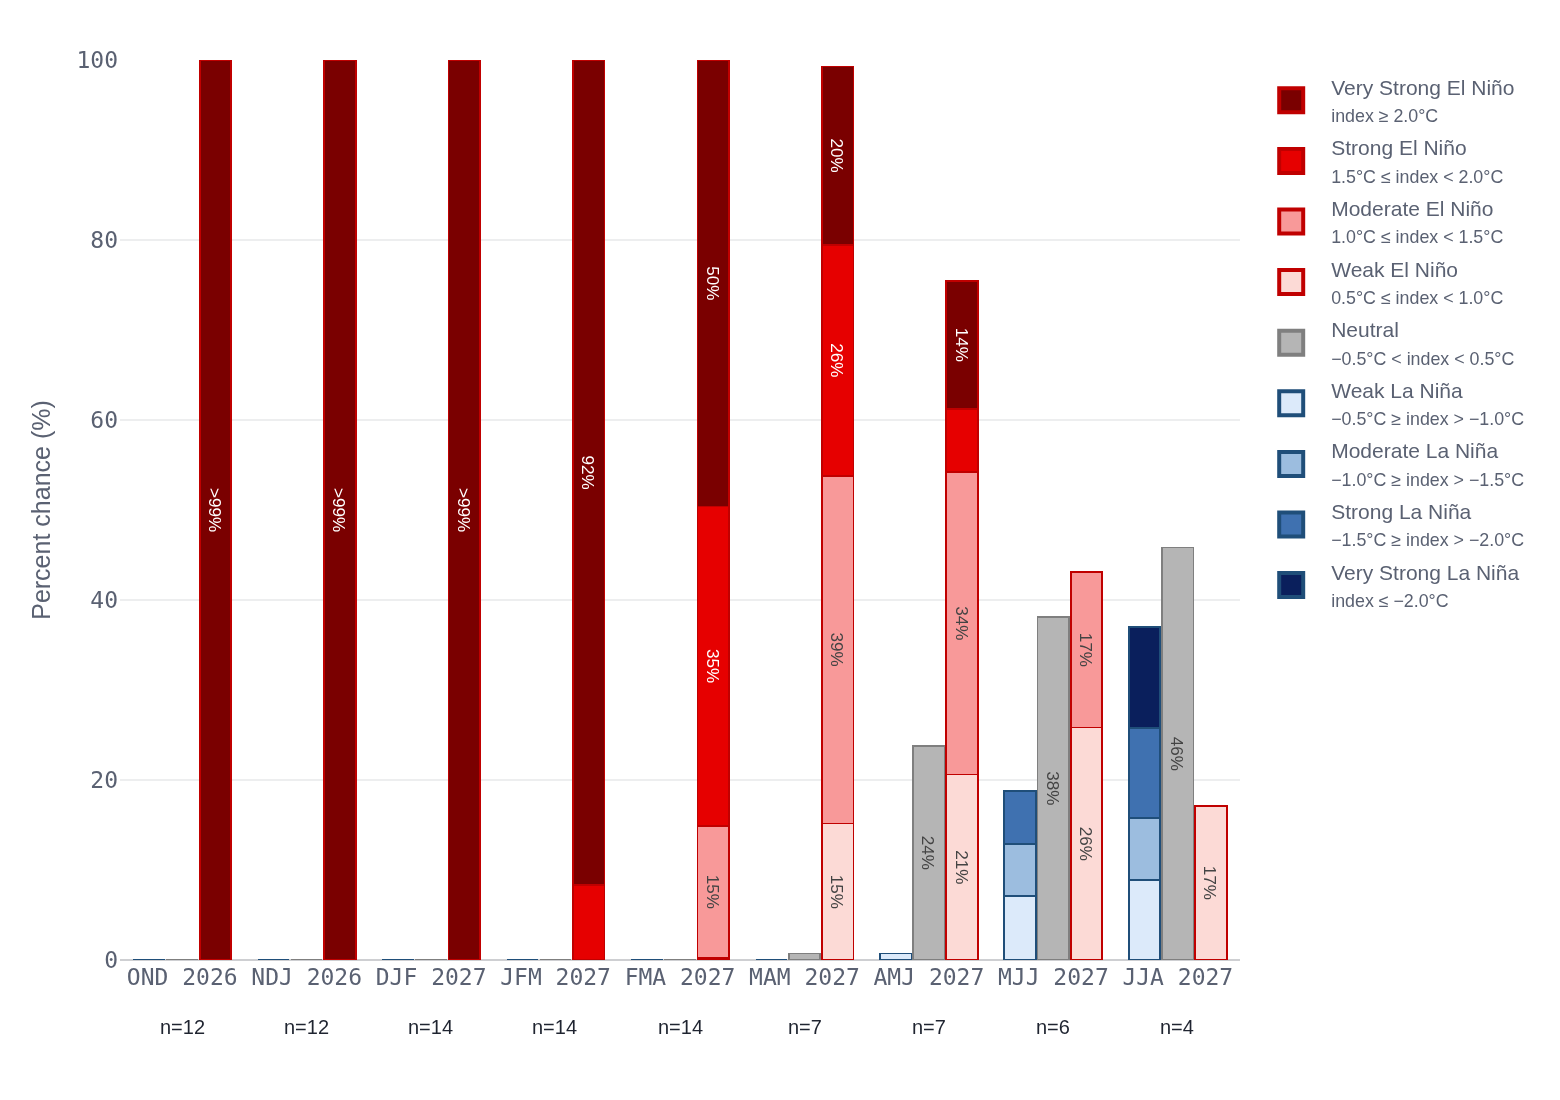 100
80
60
40
20
0
Percent chance (%)
>99%
>99%
>99%
92%
50%
35%
15%
20%
26%
39%
15%
24%
14%
34%
21%
38%
17%
26%
46%
17%
OND 2026 NDJ 2026 DJF 2027 JFM 2027 FMA 2027 MAM 2027 AMJ 2027 MJJ 2027 JJA 2027
n=12 n=12 n=14 n=14 n=14 n=7 n=7 n=6 n=4
Very Strong El Niño
index ≥ 2.0°C
Strong El Niño
1.5°C ≤ index < 2.0°C
Moderate El Niño
1.0°C ≤ index < 1.5°C
Weak El Niño
0.5°C ≤ index < 1.0°C
Neutral
−0.5°C < index < 0.5°C
Weak La Niña
−0.5°C ≥ index > −1.0°C
Moderate La Niña
−1.0°C ≥ index > −1.5°C
Strong La Niña
−1.5°C ≥ index > −2.0°C
Very Strong La Niña
index ≤ −2.0°C